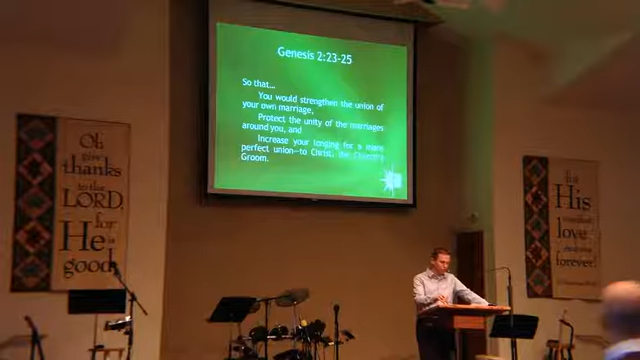 Genesis 2:23-25
So that...
You would strengthen the union of
your own marriage,
Protect the unity of the marriages
around you, and
Increase your longing for a more
perfect union-to Christ, the Church's
Groom.
Oh
give
thanks
to the
LORD,
for
He is
good
for
His
love
forever